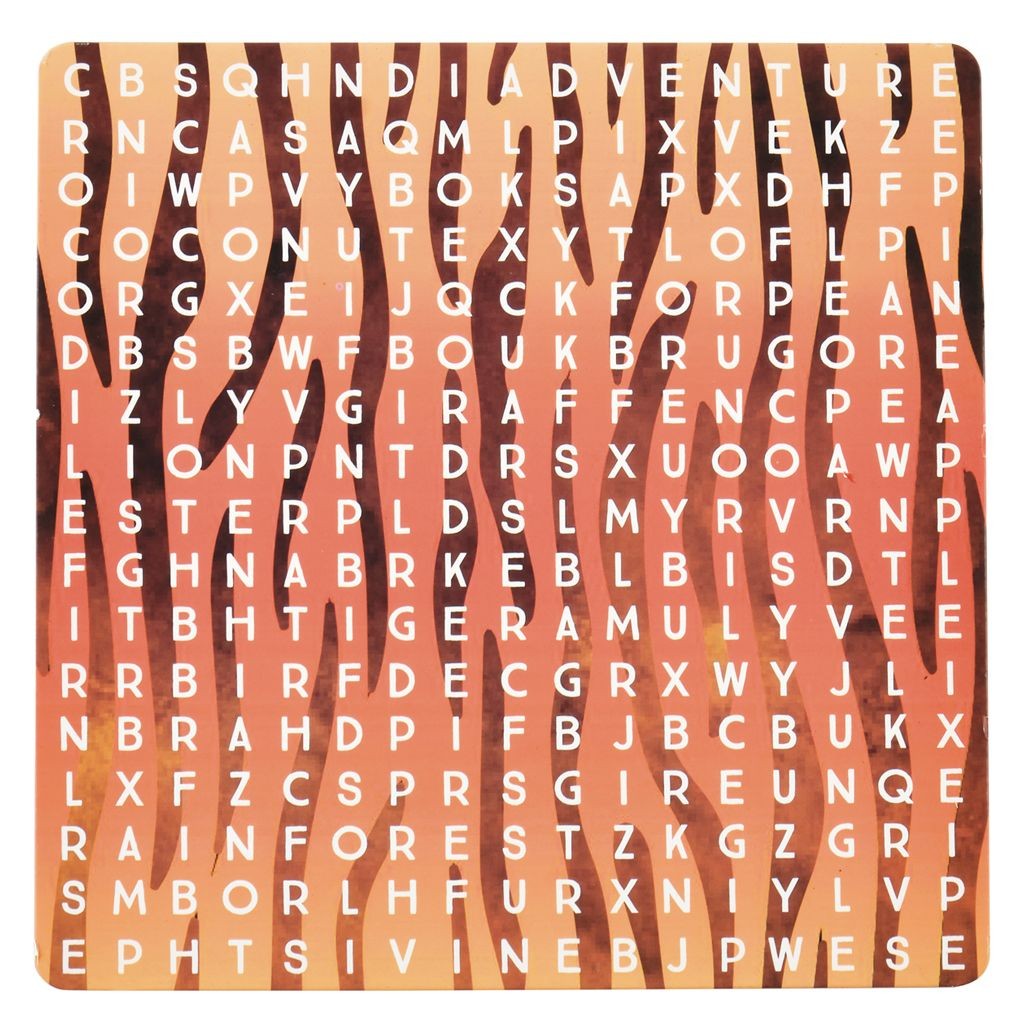 C B S Q H N D I A D V E N T U R E
R N C A S A Q M L P I X V E K Z E
O I W P V Y B O K S A P X D H F P
C O C O N U T E X Y T L O F L P I
O R G X E I J Q C K F O R P E A N
D B S B W F B O U K B R U G O R E
I Z L Y V G I R A F F E N C P E A
L I O N P N T D R S X U O O A W P
E S T E R P L D S L M Y R V R N P
F G H N A B R K E B L B I S D T L
I T B H T I G E R A M U L Y V E E
R R B I R F D E C G R X W Y J L I
N B R A H D P I F B J B C B U K X
L X F Z C S P R S G I R E U N Q E
R A I N F O R E S T Z K G Z G R I
S M B O R L H F U R X N I Y L V P
E P H T S I V I N E B J P W E S E